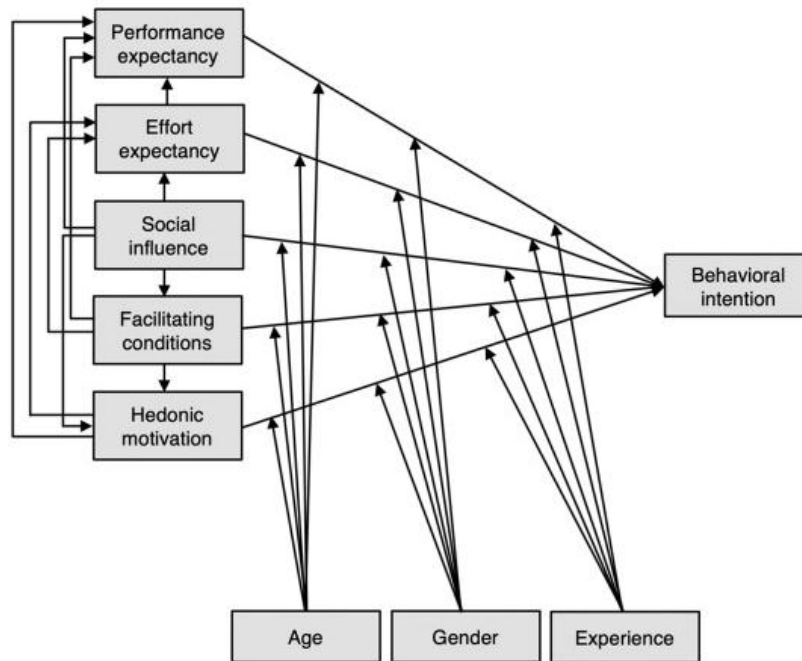 Performance
expectancy
Effort
expectancy
Social
influence
Behavioral
intention
Facilitating
conditions
Hedonic
motivation
Age
Gender
Experience